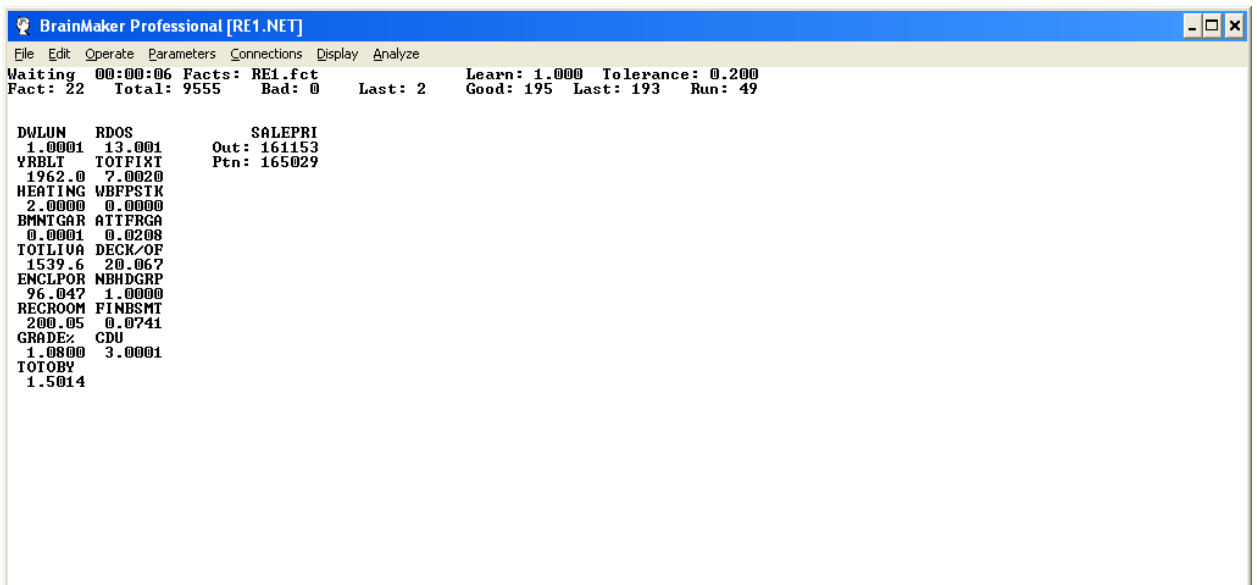 BrainMaker Professional [RE1.NET]
File Edit Operate Parameters Connections Display Analyze
Waiting 00:00:06 Facts: RE1.fct Learn: 1.000 Tolerance: 0.200
Fact: 22 Total: 9555 Bad: 0 Last: 2 Good: 195 Last: 193 Run: 49
DWLUN RDOS SALEPRI
1.0001 13.001 Out: 161153
YRBLT TOTFIXT Ptn: 165029
1962.0 7.0020
HEATING WBFPSTK
2.0000 0.0000
BMNTGAR ATTFRGA
0.0001 0.0208
TOTLIVA DECK/OF
1539.6 20.067
ENCLPOR NBHDGRP
96.047 1.0000
RECROOM FINBSMT
200.05 0.0741
GRADE% CDU
1.0800 3.0001
TOTOBY
1.5014